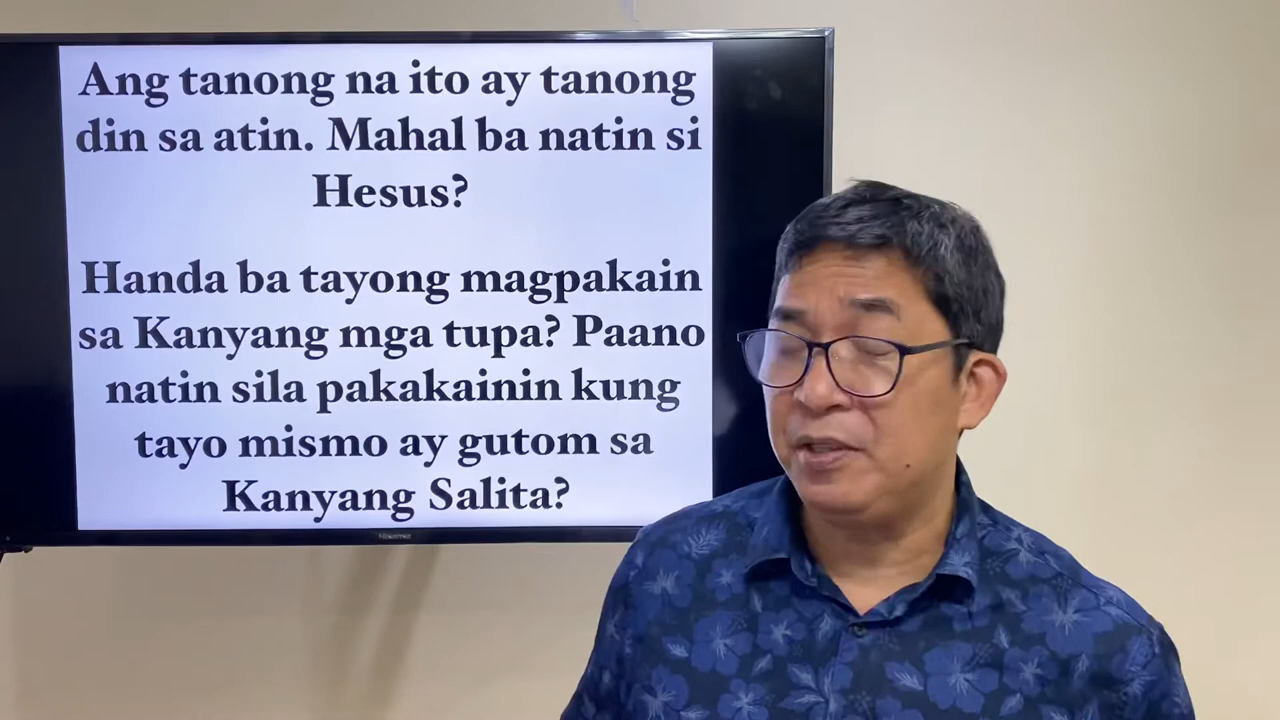 Ang tanong na ito ay tanong
din sa atin. Mahal ba natin si
Hesus?
Handa ba tayong magpakain
sa Kanyang mga tupa? Paano
natin sila pakakainin kung
tayo mismo ay gutom sa
Kanyang Salita?
Hisense